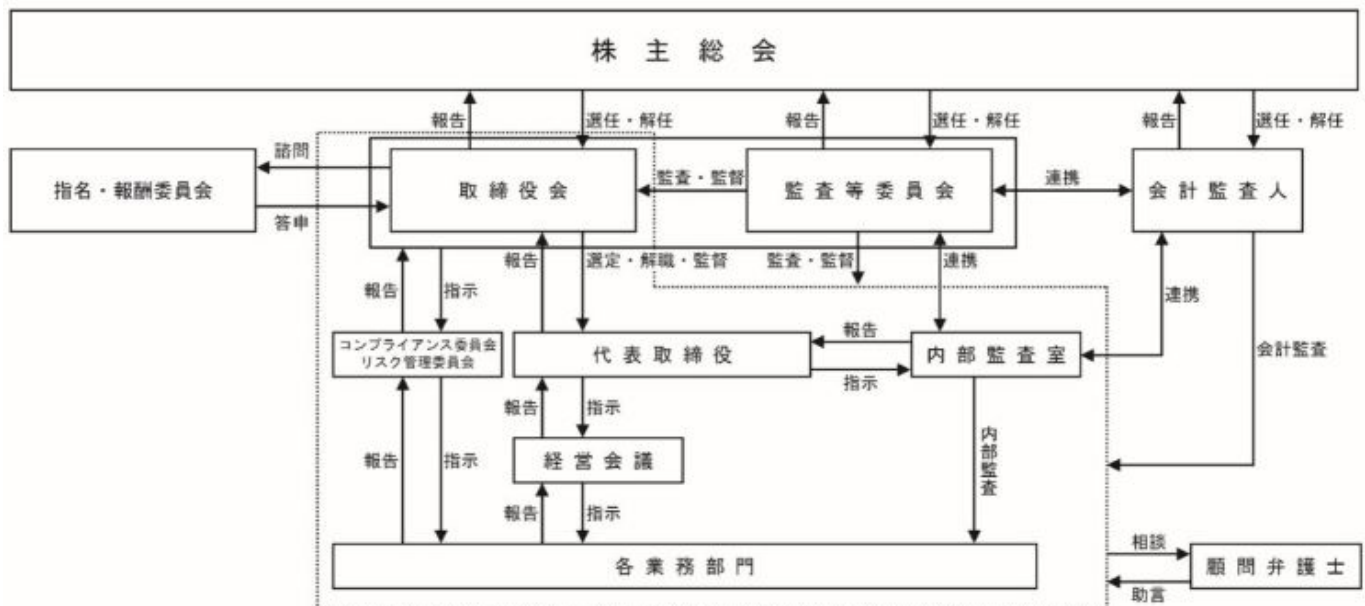 株主総会
報告
選任・解任
報告
選任・解任
報告
選任・解任
指名・報酬委員会
諮問
答申
取締役会
監査・監督
監査等委員会
連携
会計監査人
報告
指示
報告
選定・解職・監督
監査・監督
連携
連携
会計監査
コンプライアンス委員会
リスク管理委員会
代表取締役
報告
指示
内部監査室
報告
指示
報告
指示
経営会議
内部監査
報告
指示
各業務部門
相談
助言
顧問弁護士